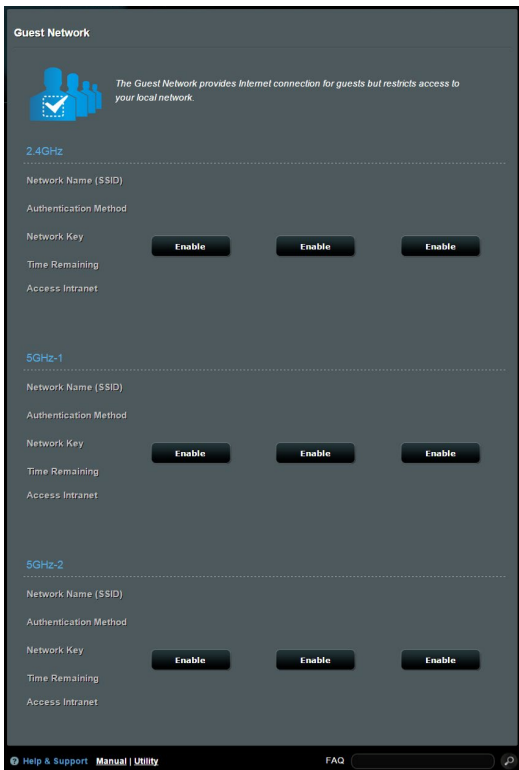 Guest Network
The Guest Network provides Internet connection for guests but restricts access to
your local network.
2.4GHz
Network Name (SSID)
Authentication Method
Network Key
Enable Enable Enable
Time Remaining
Access Intranet
5GHz-1
Network Name (SSID)
Authentication Method
Network Key
Enable Enable Enable
Time Remaining
Access Intranet
5GHz-2
Network Name (SSID)
Authentication Method
Network Key
Enable Enable Enable
Time Remaining
Access Intranet
Help & Support Manual | Utility FAQ